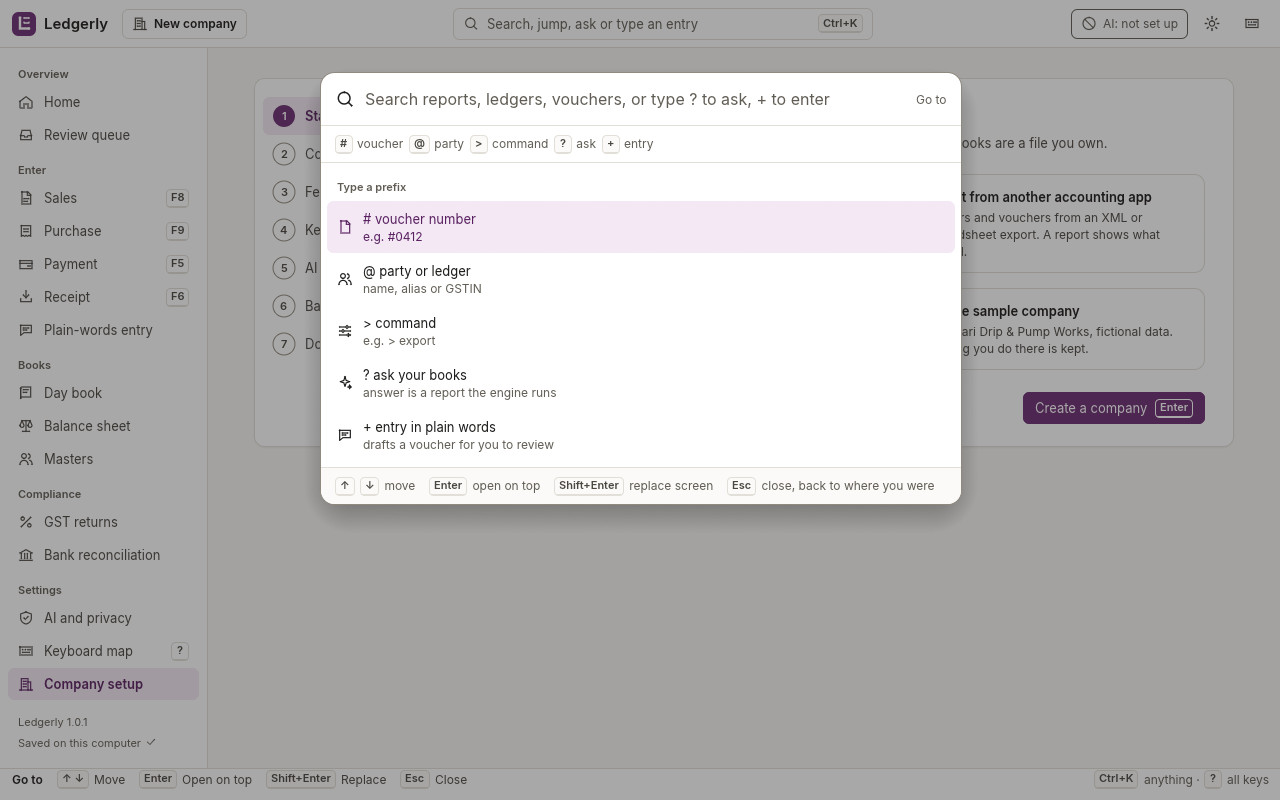 Ledgerly
New company
Search, jump, ask or type an entry
Ctrl+K
AI: not set up
Overview
Home
Review queue
Enter
Sales F8
Purchase F9
Payment F5
Receipt F6
Plain-words entry
Books
Day book
Balance sheet
Masters
Compliance
GST returns
Bank reconciliation
Settings
AI and privacy
Keyboard map ?
Company setup
Ledgerly 1.0.1
Saved on this computer
1
2
3
4
5 AI
6
7
Search reports, ledgers, vouchers, or type ? to ask, + to enter
Go to
# voucher @ party > command ? ask + entry
Type a prefix
# voucher number
e.g. #0412
@ party or ledger
name, alias or GSTIN
> command
e.g. > export
? ask your books
answer is a report the engine runs
+ entry in plain words
drafts a voucher for you to review
↑ ↓ move Enter open on top Shift+Enter replace screen Esc close, back to where you were
are a file you own.
from another accounting app
and vouchers from an XML or
export. A report shows what
sample company
Drip & Pump Works, fictional data.
you do there is kept.
Create a company Enter
Go to ↑ ↓ Move Enter Open on top Shift+Enter Replace Esc Close
Ctrl+K anything · ? all keys